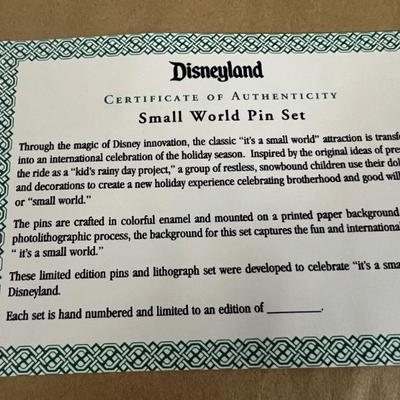 Disneyland
CERTIFICATE OF AUTHENTICITY
Small World Pin Set
Through the magic of Disney innovation, the classic “it's a small world” attraction is transf
into an international celebration of the holiday season. Inspired by the original ideas of pre
the ride as a “kid's rainy day project,” a group of restless, snowbound children use their dol
and decorations to create a new holiday experience celebrating brotherhood and good will
or “small world.”
The pins are crafted in colorful enamel and mounted on a printed paper background
photolithographic process, the background for this set captures the fun and international
“ it's a small world.”
These limited edition pins and lithograph set were developed to celebrate “it's a sma
Disneyland.
Each set is hand numbered and limited to an edition of ________.